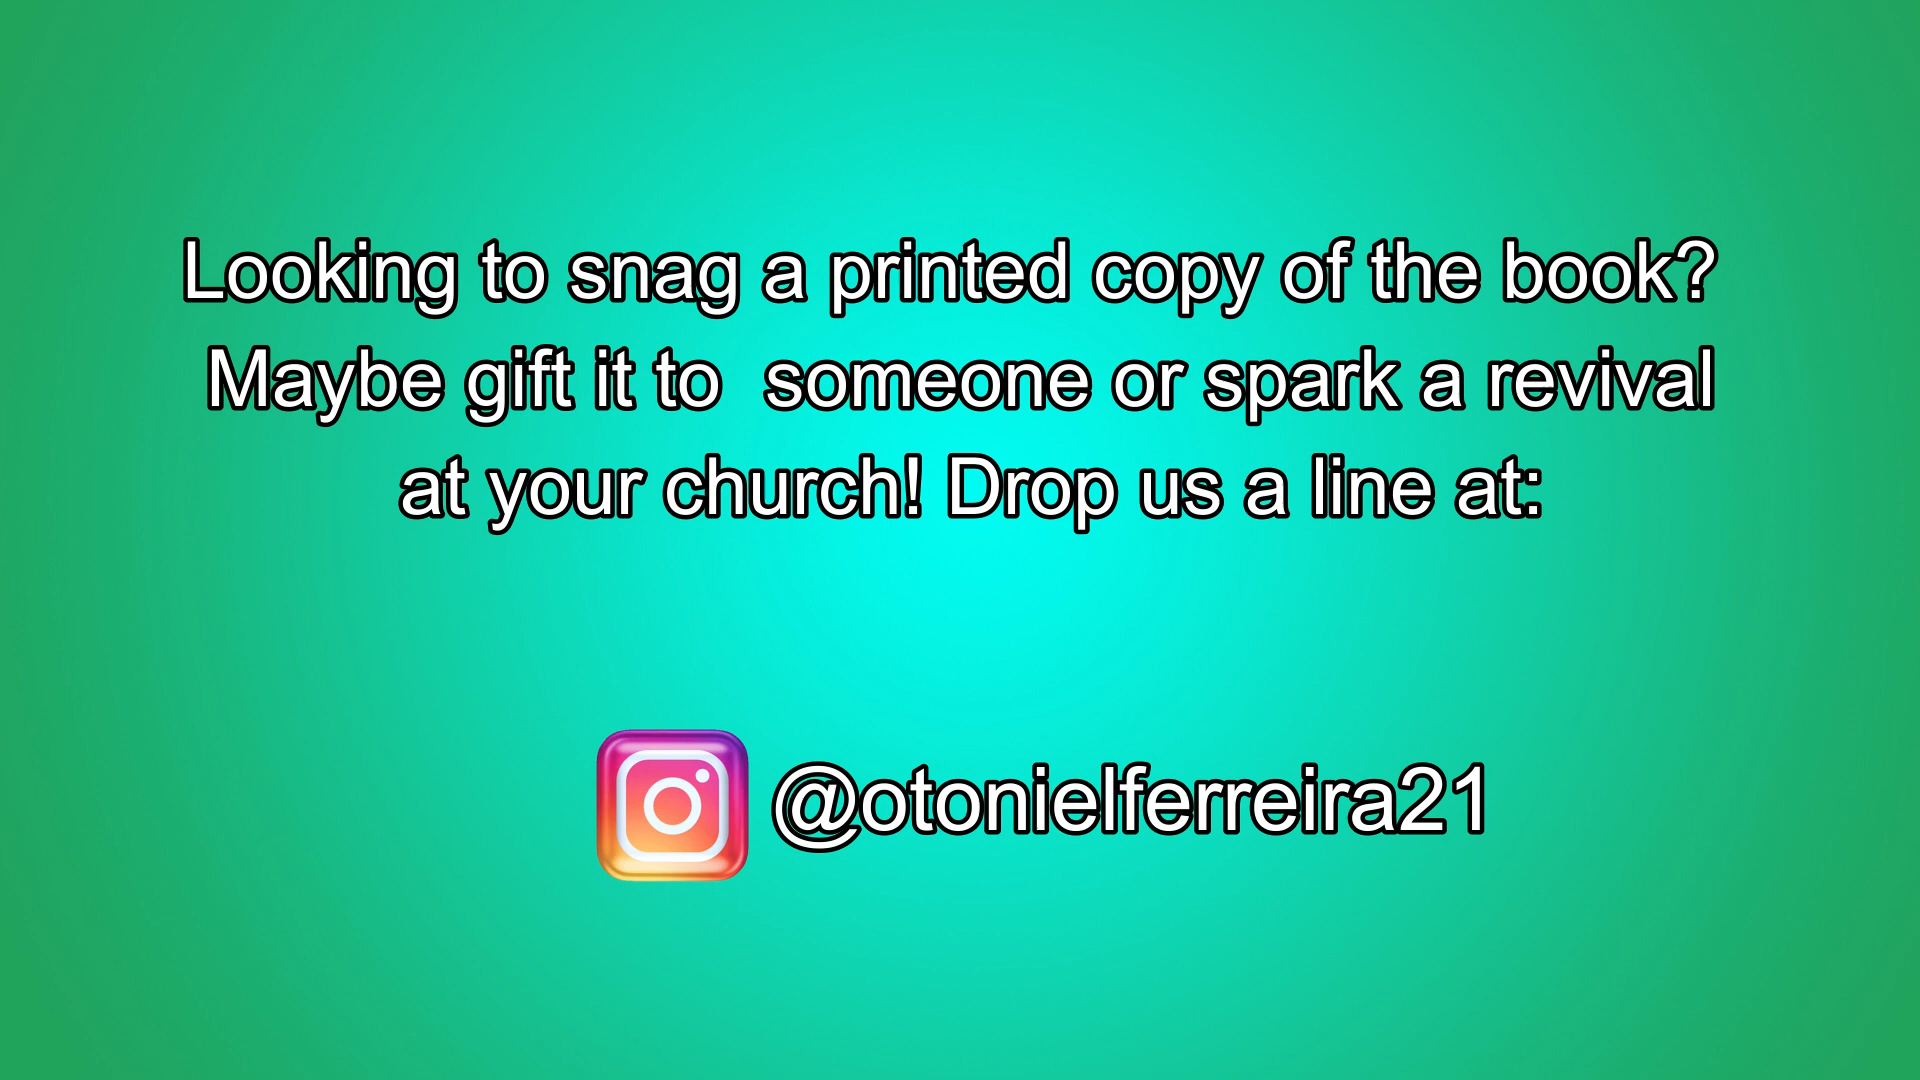 Looking to snag a printed copy of the book?
Maybe gift it to  someone or spark a revival
at your church! Drop us a line at:
@otonielferreira21